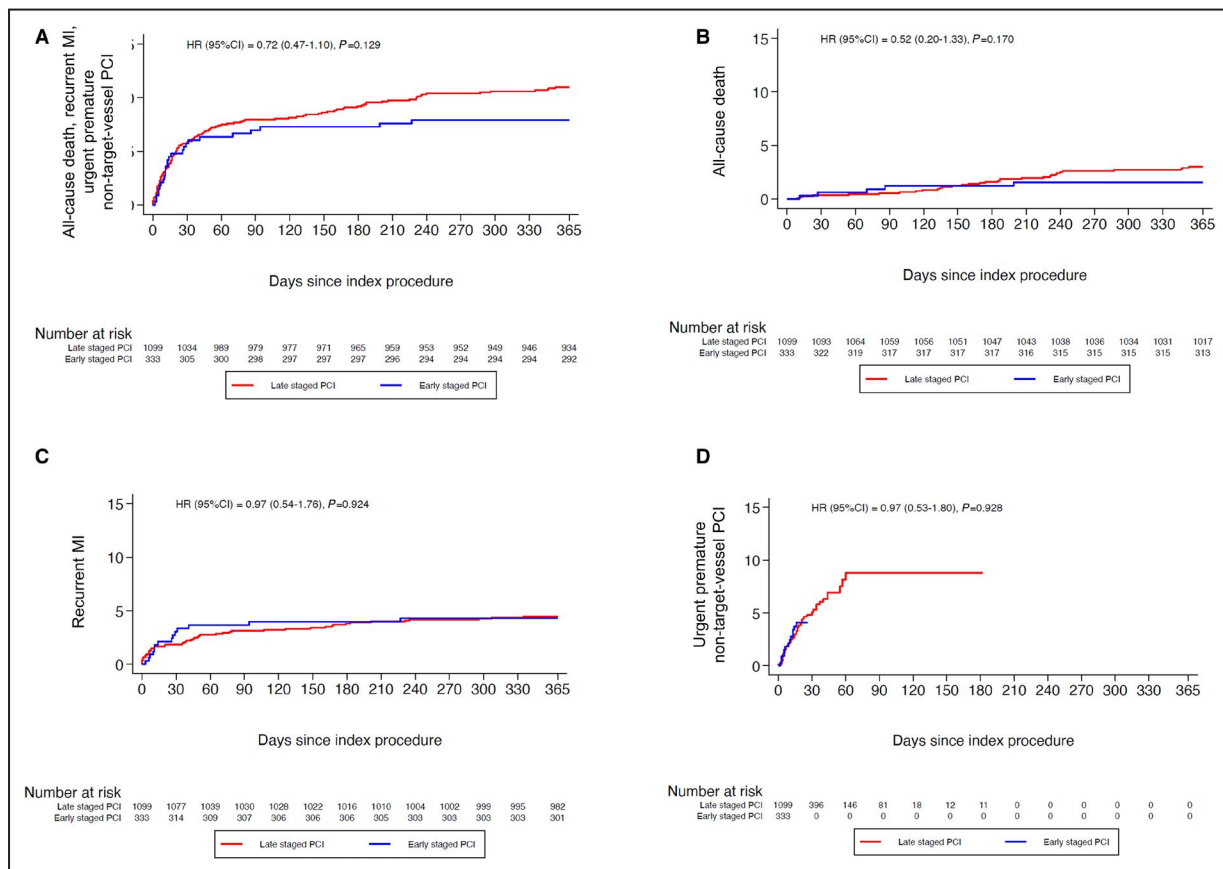 A
HR (95%CI) = 0.72 (0.47-1.10), P=0.129
All-cause death, recurrent MI,
urgent premature
non-target-vessel PCI
0 30 60 90 120 150 180 210 240 270 300 330 365
Days since index procedure
Number at risk
Late staged PCI 1099 1034 989 979 977 971 965 959 953 952 949 946 934
Early staged PCI 333 305 300 298 297 297 297 296 294 294 294 294 292
Late staged PCI Early staged PCI
B
HR (95%CI) = 0.52 (0.20-1.33), P=0.170
All-cause death
15
10
5
0
0 30 60 90 120 150 180 210 240 270 300 330 365
Days since index procedure
Number at risk
Late staged PCI 1099 1093 1064 1059 1056 1051 1047 1043 1038 1036 1034 1031 1017
Early staged PCI 333 322 319 317 317 317 317 316 315 315 315 315 313
Late staged PCI Early staged PCI
C
HR (95%CI) = 0.97 (0.54-1.76), P=0.924
Recurrent MI
15
10
5
0
0 30 60 90 120 150 180 210 240 270 300 330 365
Days since index procedure
Number at risk
Late staged PCI 1099 1077 1039 1030 1028 1022 1016 1010 1004 1002 999 995 982
Early staged PCI 333 314 309 307 306 306 306 305 303 303 303 303 301
Late staged PCI Early staged PCI
D
HR (95%CI) = 0.97 (0.53-1.80), P=0.928
Urgent premature
non-target-vessel PCI
15
10
5
0
0 30 60 90 120 150 180 210 240 270 300 330 365
Days since index procedure
Number at risk
Late staged PCI 1099 396 146 81 18 12 11 0 0 0 0 0 0
Early staged PCI 333 0 0 0 0 0 0 0 0 0 0 0 0
Late staged PCI Early staged PCI